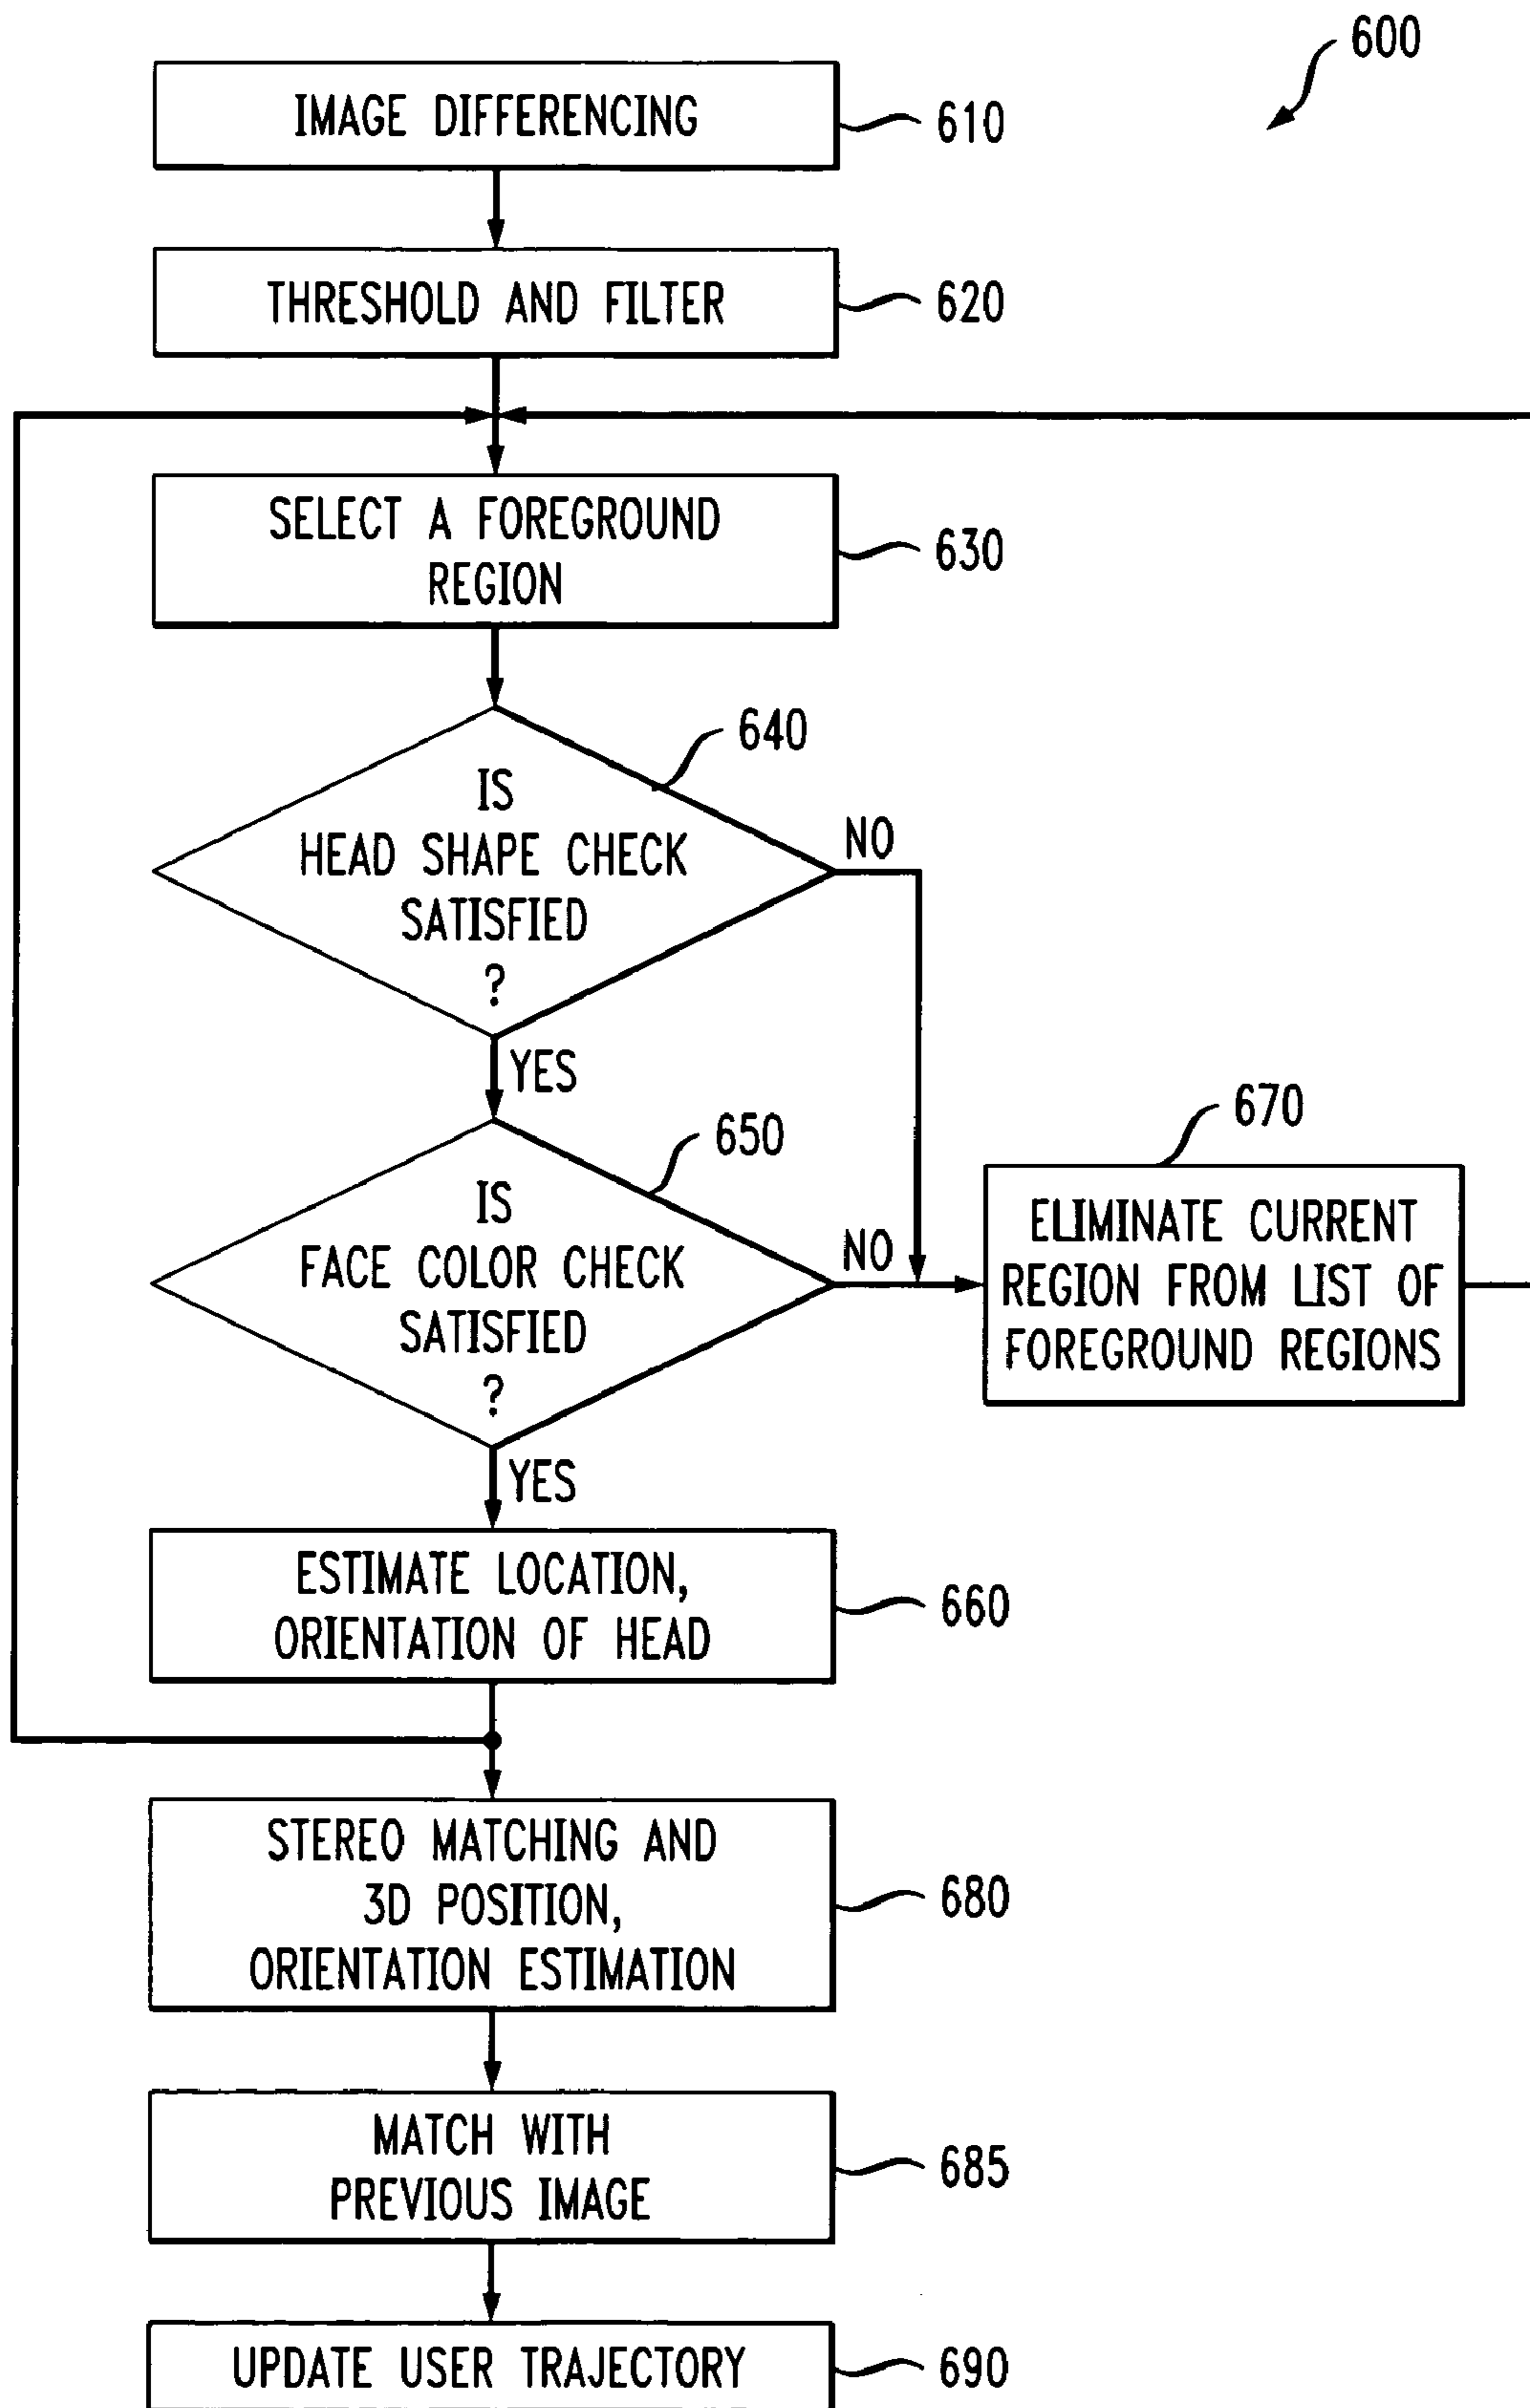 600
IMAGE DIFFERENCING
610
THRESHOLD AND FILTER
620
SELECT A FOREGROUND
REGION
630
640
IS
HEAD SHAPE CHECK
SATISFIED
?
NO
YES
650
IS
FACE COLOR CHECK
SATISFIED
?
NO
670
ELIMINATE CURRENT
REGION FROM LIST OF
FOREGROUND REGIONS
YES
ESTIMATE LOCATION,
ORIENTATION OF HEAD
660
STEREO MATCHING AND
3D POSITION,
ORIENTATION ESTIMATION
680
MATCH WITH
PREVIOUS IMAGE
685
UPDATE USER TRAJECTORY
690